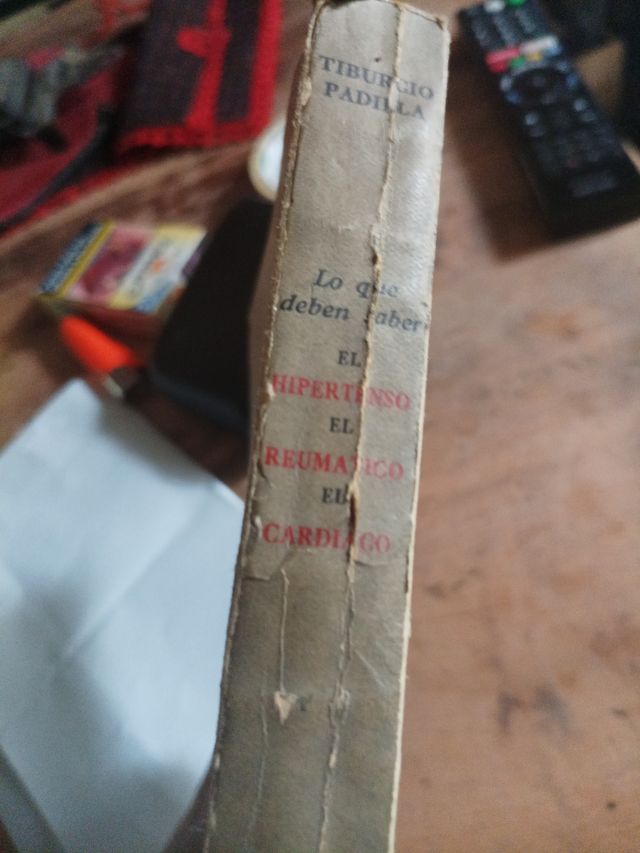 TIBURCIO
PADILLA
Lo que
deben saber
EL
HIPERTENSO
EL
REUMATICO
EL
CARDIACO